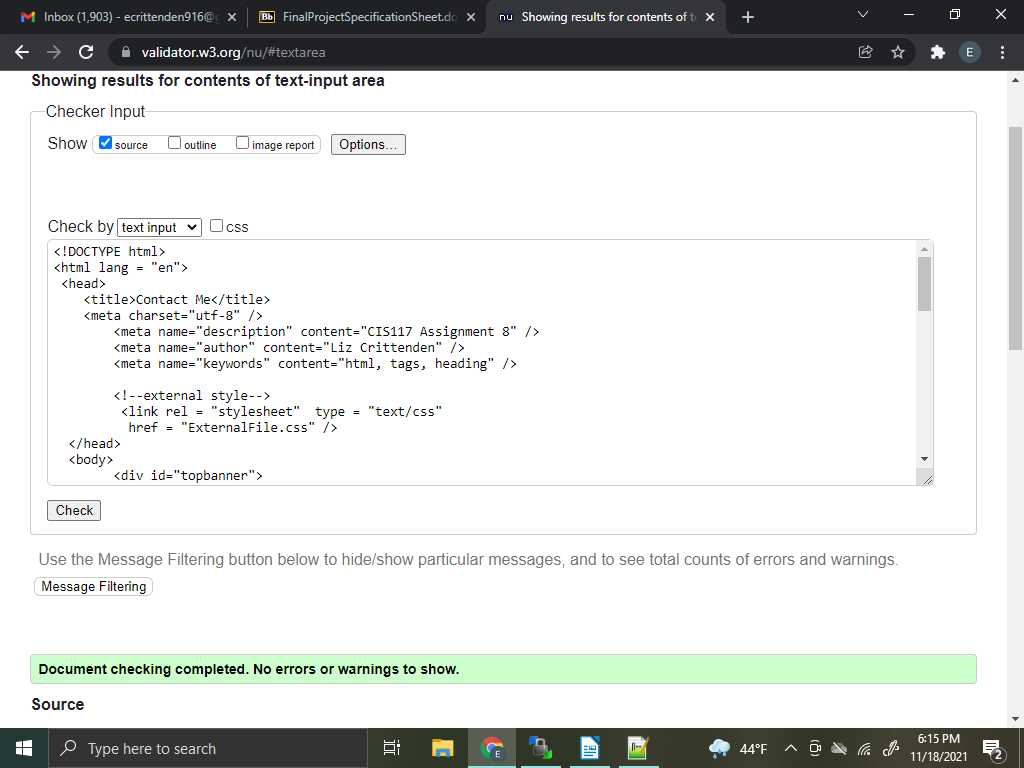 Inbox (1,903) - ecrittenden916@
FinalProjectSpecificationSheet.do
nu Showing results for contents of t
validator.w3.org/nu/#textarea
E
Showing results for contents of text-input area
Checker Input
Show source outline image report Options...
Check by text input css
<!DOCTYPE html>
<html lang = "en">
<head>
<title>Contact Me</title>
<meta charset="utf-8" />
<meta name="description" content="CIS117 Assignment 8" />
<meta name="author" content="Liz Crittenden" />
<meta name="keywords" content="html, tags, heading" />
<!--external style-->
<link rel = "stylesheet"  type = "text/css"
href = "ExternalFile.css" />
</head>
<body>
<div id="topbanner">
Check
Use the Message Filtering button below to hide/show particular messages, and to see total counts of errors and warnings.
Message Filtering
Document checking completed. No errors or warnings to show.
Source
Type here to search
E
44°F
6:15 PM
11/18/2021
2